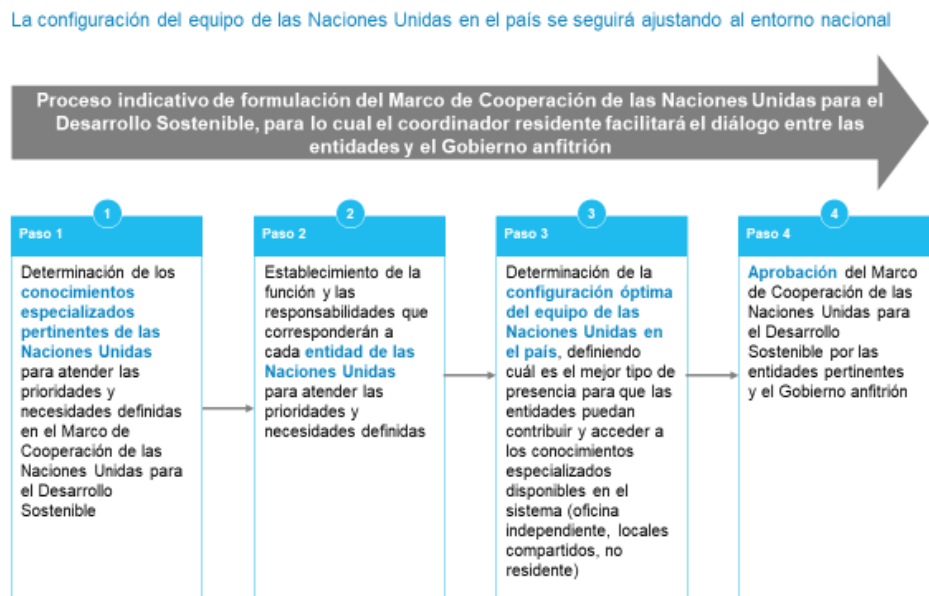 La configuración del equipo de las Naciones Unidas en el país se seguirá ajustando al entorno nacional
Proceso indicativo de formulación del Marco de Cooperación de las Naciones Unidas para el
Desarrollo Sostenible, para lo cual el coordinador residente facilitará el diálogo entre las
entidades y el Gobierno anfitrión
1
Paso 1
Determinación de los
conocimientos
especializados
pertinentes de las
Naciones Unidas
para atender las
prioridades y
necesidades definidas
en el Marco de
Cooperación de las
Naciones Unidas para
el Desarrollo
Sostenible
2
Paso 2
Establecimiento de la
función y las
responsabilidades que
corresponderán a
cada entidad de las
Naciones Unidas
para atender las
prioridades y
necesidades definidas
3
Paso 3
Determinación de la
configuración óptima
del equipo de las
Naciones Unidas en
el país, definiendo
cuál es el mejor tipo de
presencia para que las
entidades puedan
contribuir y acceder a
los conocimientos
especializados
disponibles en el
sistema (oficina
independiente, locales
compartidos, no
residente)
4
Paso 4
Aprobación del Marco
de Cooperación de las
Naciones Unidas para
el Desarrollo
Sostenible por las
entidades pertinentes
y el Gobierno anfitrión